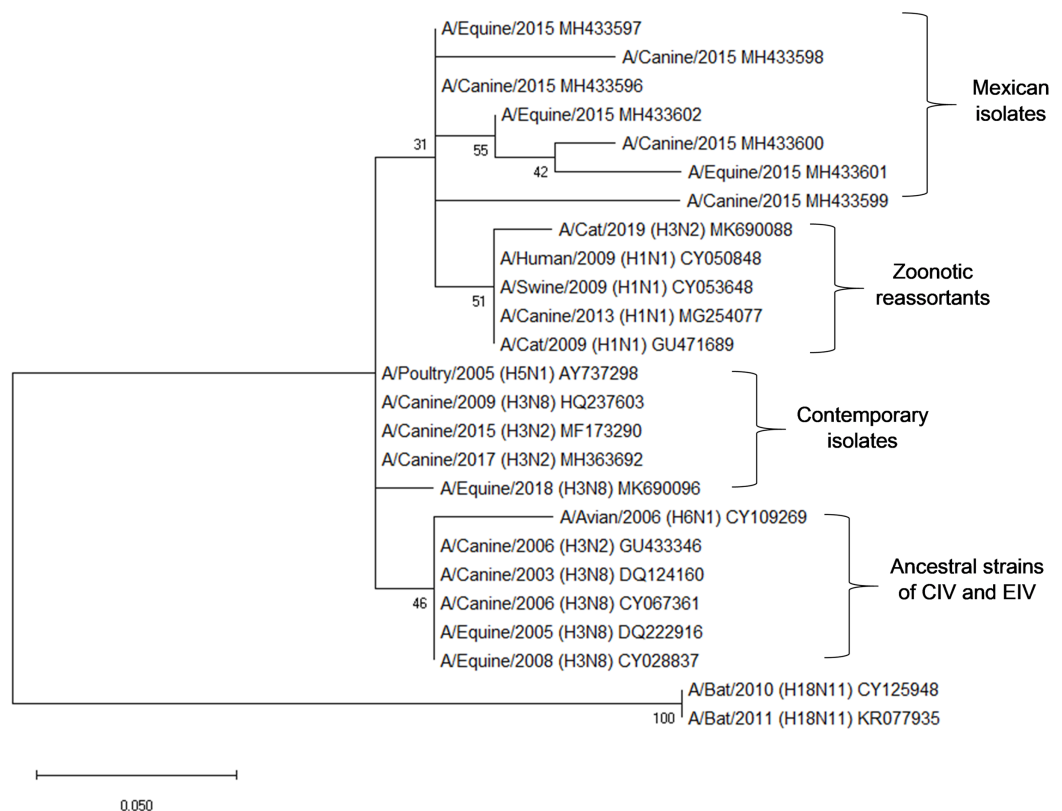 A/Equine/2015 MH433597
A/Canine/2015 MH433598
A/Canine/2015 MH433596
A/Equine/2015 MH433602
A/Canine/2015 MH433600
A/Equine/2015 MH433601
A/Canine/2015 MH433599
31
55
42
Mexican
isolates
A/Cat/2019 (H3N2) MK690088
A/Human/2009 (H1N1) CY050848
A/Swine/2009 (H1N1) CY053648
A/Canine/2013 (H1N1) MG254077
A/Cat/2009 (H1N1) GU471689
51
Zoonotic
reassortants
A/Poultry/2005 (H5N1) AY737298
A/Canine/2009 (H3N8) HQ237603
A/Canine/2015 (H3N2) MF173290
A/Canine/2017 (H3N2) MH363692
A/Equine/2018 (H3N8) MK690096
Contemporary
isolates
A/Avian/2006 (H6N1) CY109269
A/Canine/2006 (H3N2) GU433346
A/Canine/2003 (H3N8) DQ124160
A/Canine/2006 (H3N8) CY067361
A/Equine/2005 (H3N8) DQ222916
A/Equine/2008 (H3N8) CY028837
46
Ancestral strains
of CIV and EIV
A/Bat/2010 (H18N11) CY125948
A/Bat/2011 (H18N11) KR077935
100
0.050